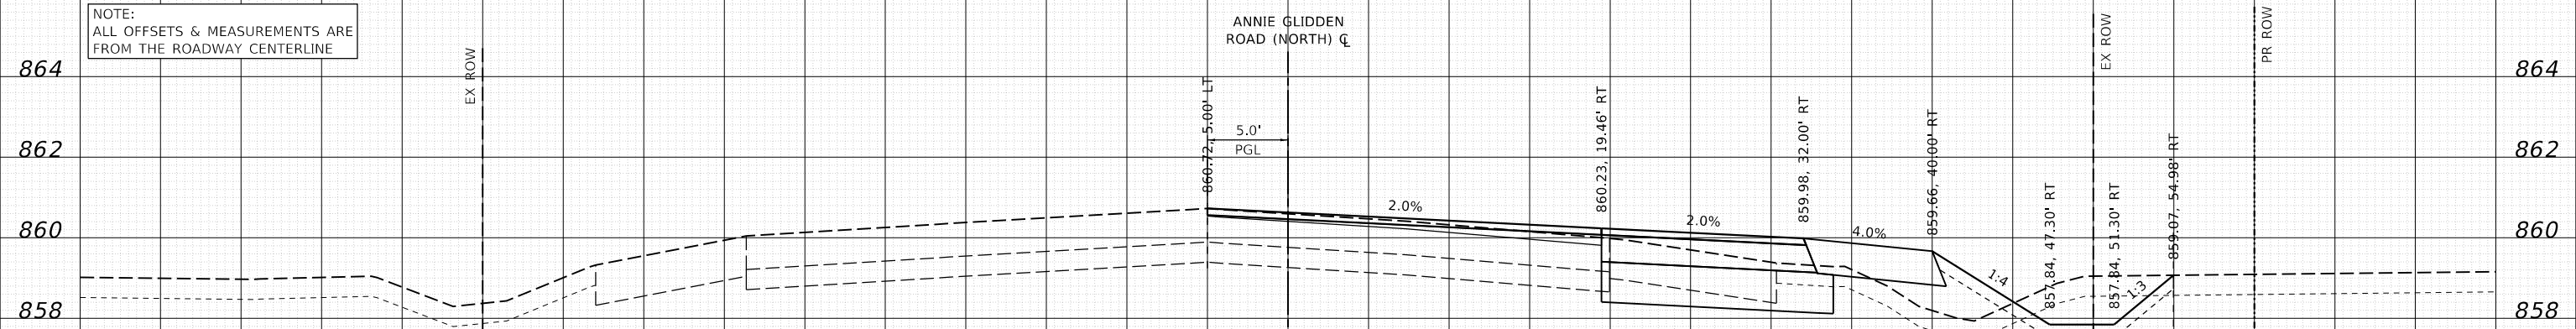 NOTE:
ALL OFFSETS & MEASUREMENTS ARE
FROM THE ROADWAY CENTERLINE
ANNIE GLIDDEN
ROAD (NORTH) ℄
EX ROW
EX ROW
PR ROW
864
864
862
862
860
860
858
858
5.0'
PGL
860.72, 5.00' LT
860.23, 19.46' RT
859.98, 32.00' RT
859.66, 40.00' RT
857.84, 47.30' RT
857.84, 51.30' RT
859.07, 54.98' RT
2.0%
2.0%
4.0%
1:4
1:3